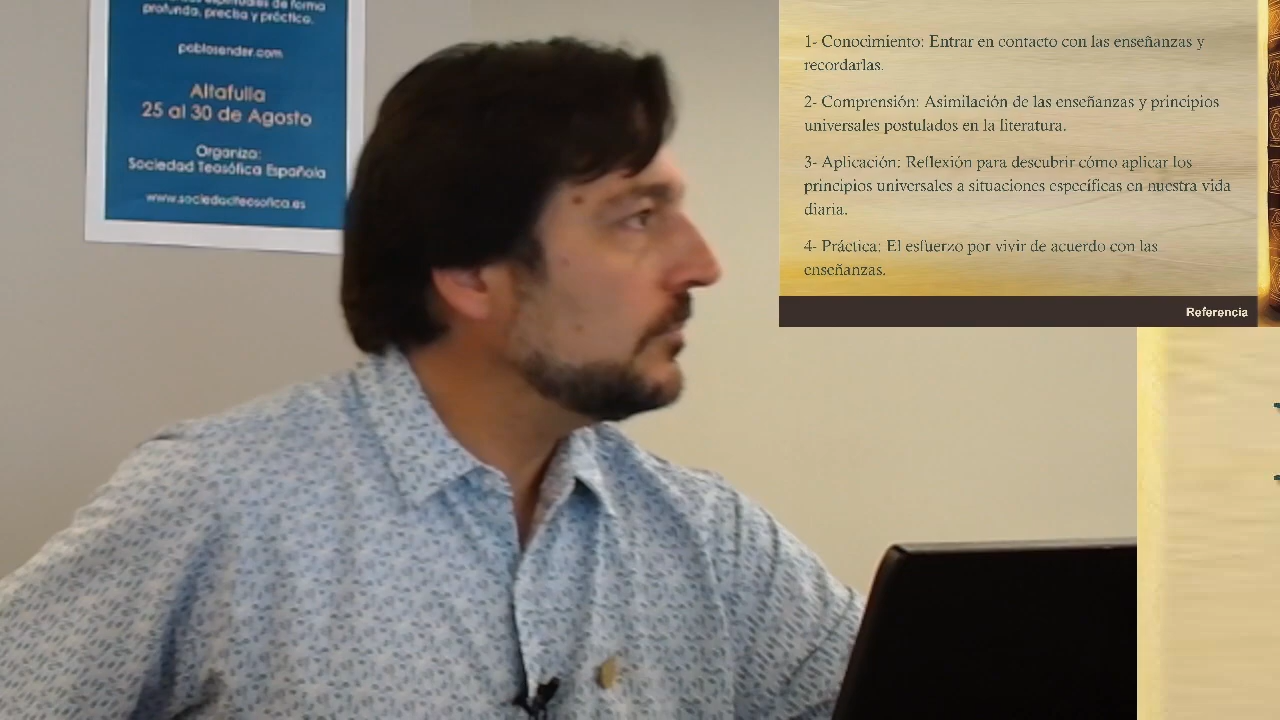 espirituales de forma
profunda, precisa y práctica.
pablosender.com
Altafulla
25 al 30 de Agosto
Organiza:
Sociedad Teosófica Española
www.sociedadteosofica.es
1- Conocimiento: Entrar en contacto con las enseñanzas y
recordarlas.
2- Comprensión: Asimilación de las enseñanzas y principios
universales postulados en la literatura.
3- Aplicación: Reflexión para descubrir cómo aplicar los
principios universales a situaciones específicas en nuestra vida
diaria.
4- Práctica: El esfuerzo por vivir de acuerdo con las
enseñanzas.
Referencia